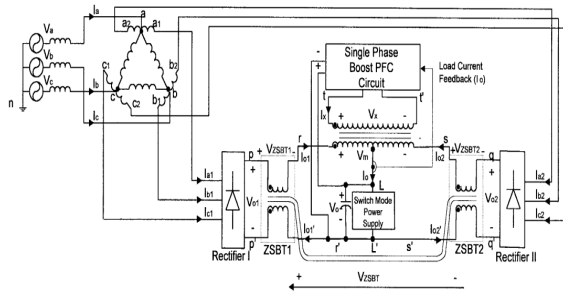 Ia
a
a2
a1
Va
Vb
Vc
Ib
Ic
n
c1
b2
c
b
c2
b1
Single Phase
Boost PFC
Circuit
-
+
Load Current
Feedback (Io)
t
t'
Ix
Vx
+
-
r
VZSBT1
Io1
+
-
Vm
Io
s
Io2
VZSBT2
+
-
Ia1
Ib1
Ic1
p
+
Vo1
-
p'
Rectifier I
ZSBT1
Io1'
r'
+
Vo
-
L
Switch Mode
Power
Supply
L'
s'
Io2'
ZSBT2
q
+
Vo2
-
q'
Rectifier II
Ia2
Ib2
Ic2
+
VZSBT
-